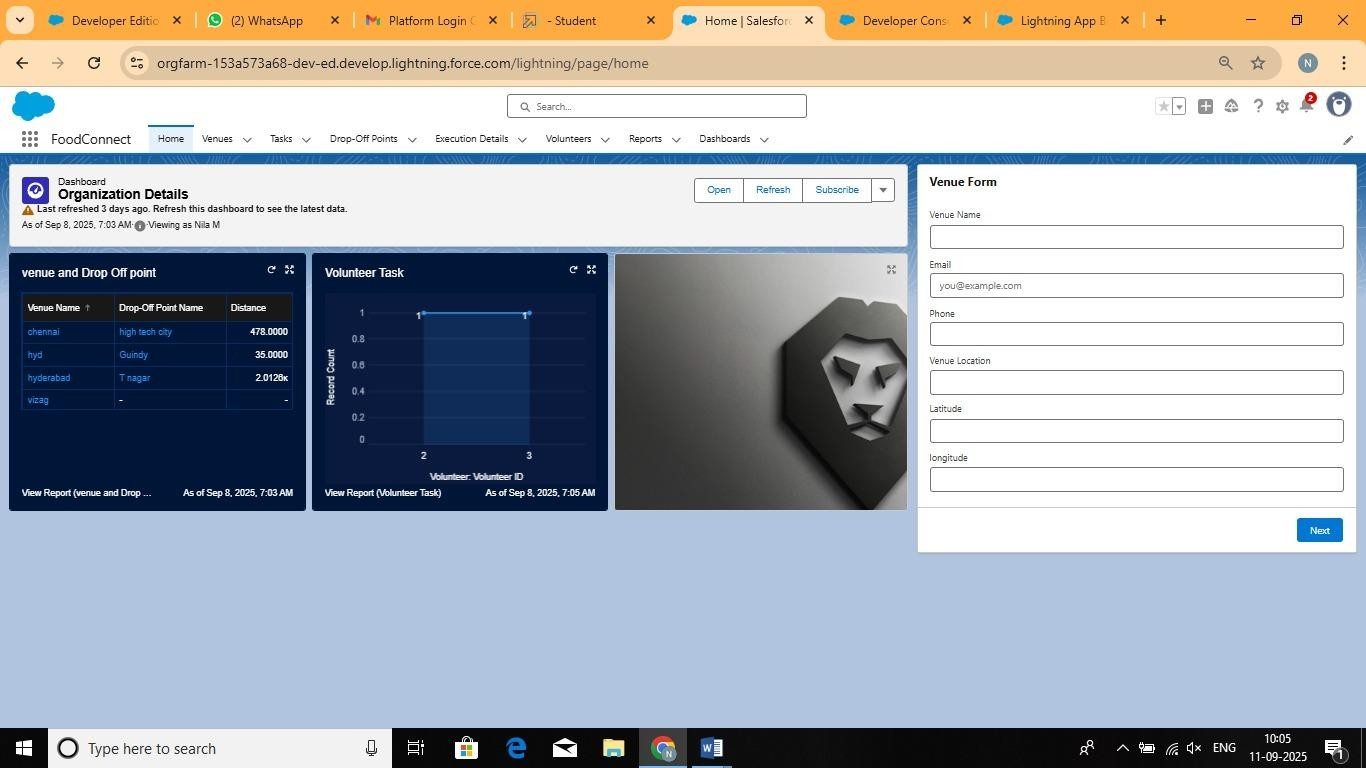 Developer Editio
(2) WhatsApp
Platform Login C
- Student
Home | Salesforc
Developer Conso
Lightning App B
orgfarm-153a573a68-dev-ed.develop.lightning.force.com/lightning/page/home
N
Search...
2
FoodConnect
Home
Venues
Tasks
Drop-Off Points
Execution Details
Volunteers
Reports
Dashboards
Dashboard
Organization Details
Last refreshed 3 days ago. Refresh this dashboard to see the latest data.
As of Sep 8, 2025, 7:03 AM·Viewing as Nila M
Open
Refresh
Subscribe
venue and Drop Off point
Venue Name ↑ Drop-Off Point Name Distance
chennai high tech city 478.0000
hyd Guindy 35.0000
hyderabad T nagar 2.0126K
vizag - -
View Report (venue and Drop ...
As of Sep 8, 2025, 7:03 AM
Volunteer Task
Record Count
1
0.8
0.6
0.4
0.2
0
1 1
2 3
Volunteer: Volunteer ID
View Report (Volunteer Task)
As of Sep 8, 2025, 7:05 AM
Venue Form
Venue Name
Email
you@example.com
Phone
Venue Location
Latitude
longitude
Next
Type here to search
N
ENG
10:05
11-09-2025
1